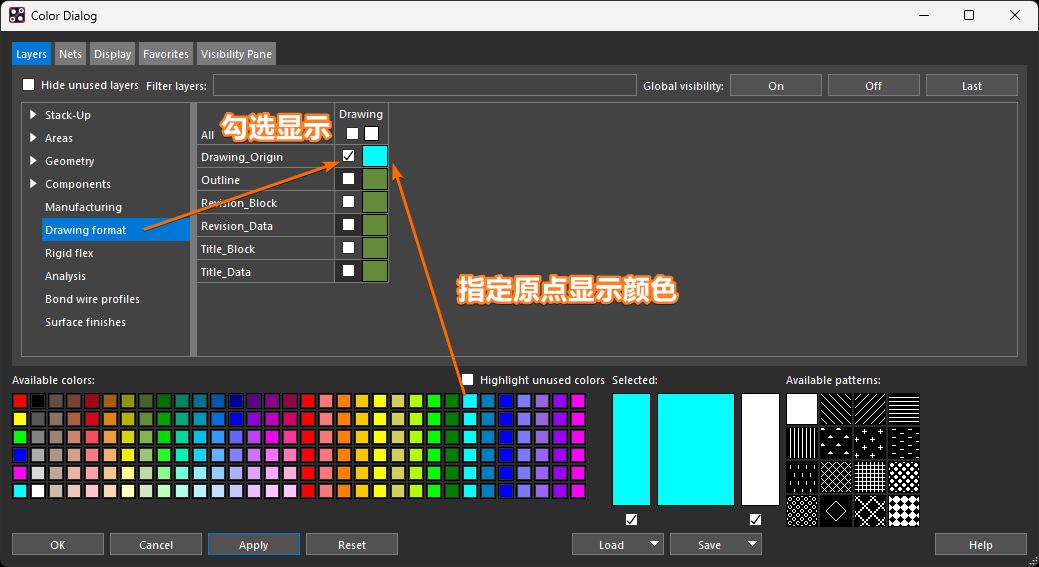 Color Dialog
Layers Nets Display Favorites Visibility Pane
Hide unused layers Filter layers: Global visibility: On Off Last
Stack-Up
Areas
Geometry
Components
Manufacturing
Drawing format
Rigid flex
Analysis
Bond wire profiles
Surface finishes
Drawing
All
勾选显示
Drawing_Origin
Outline
Revision_Block
Revision_Data
Title_Block
Title_Data
指定原点显示颜色
Available colors: Highlight unused colors Selected: Available patterns:
OK Cancel Apply Reset Load Save Help